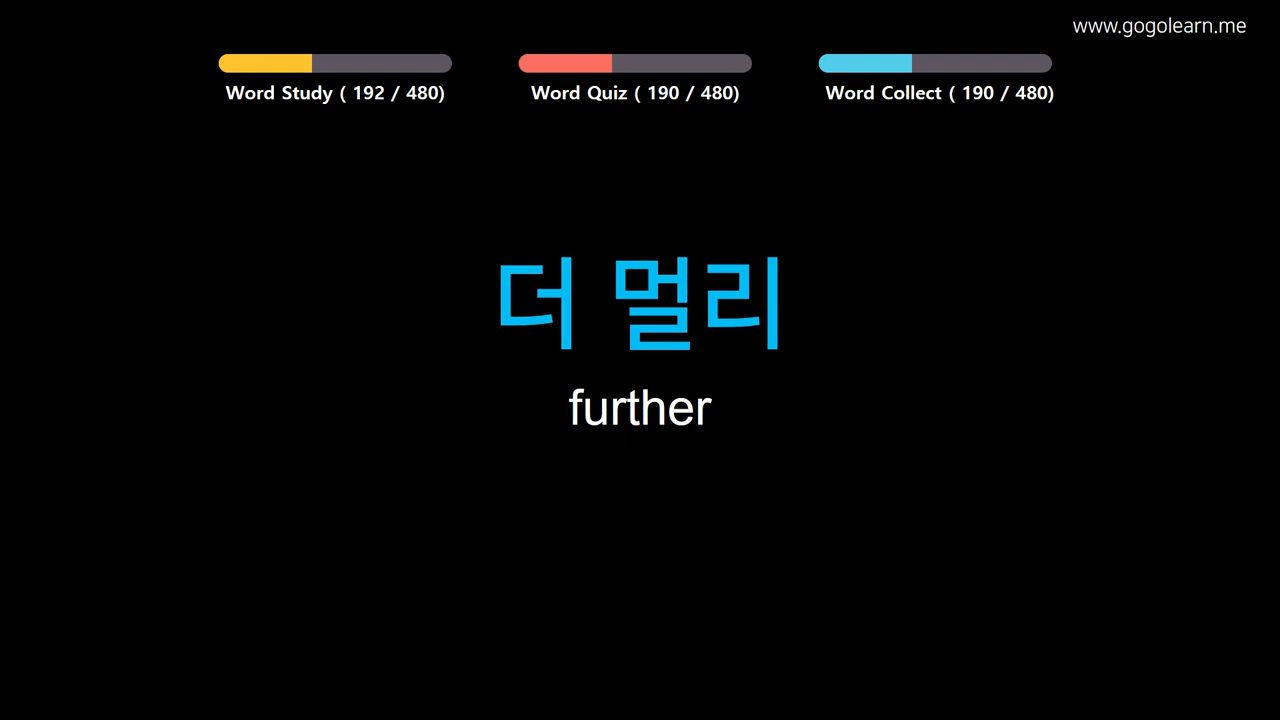 www.gogolearn.me
Word Study ( 192 / 480)
Word Quiz ( 190 / 480)
Word Collect ( 190 / 480)
더 멀리
further